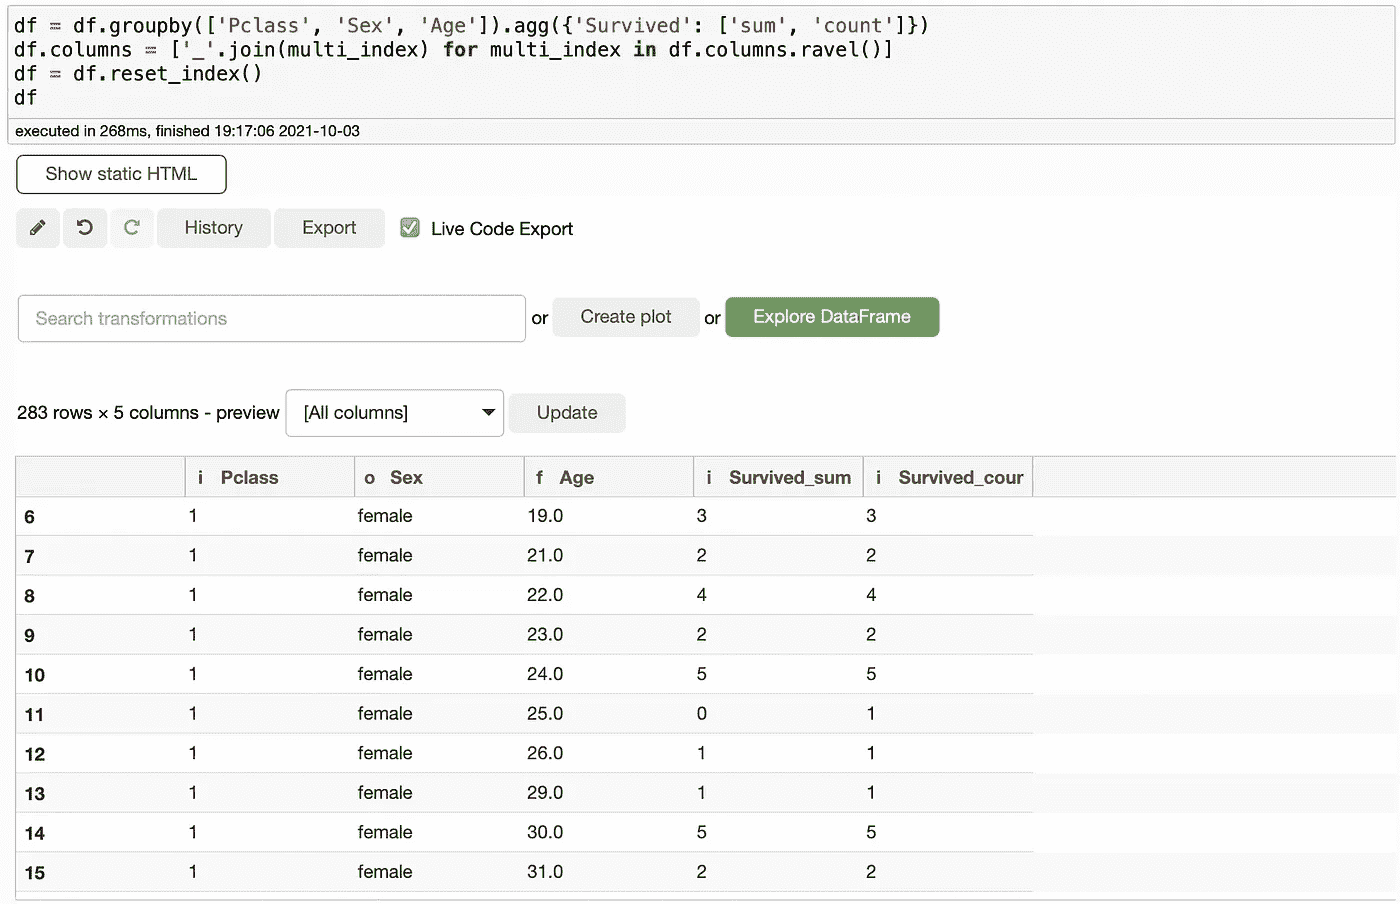 df = df.groupby(['Pclass', 'Sex', 'Age']).agg({'Survived': ['sum', 'count']})
df.columns = ['_'.join(multi_index) for multi_index in df.columns.ravel()]
df = df.reset_index()
df
executed in 268ms, finished 19:17:06 2021-10-03
Show static HTML
History Export Live Code Export
Search transformations or Create plot or Explore DataFrame
283 rows × 5 columns - preview [All columns] Update
i Pclass o Sex f Age i Survived_sum i Survived_cour
6 1 female 19.0 3 3
7 1 female 21.0 2 2
8 1 female 22.0 4 4
9 1 female 23.0 2 2
10 1 female 24.0 5 5
11 1 female 25.0 0 1
12 1 female 26.0 1 1
13 1 female 29.0 1 1
14 1 female 30.0 5 5
15 1 female 31.0 2 2